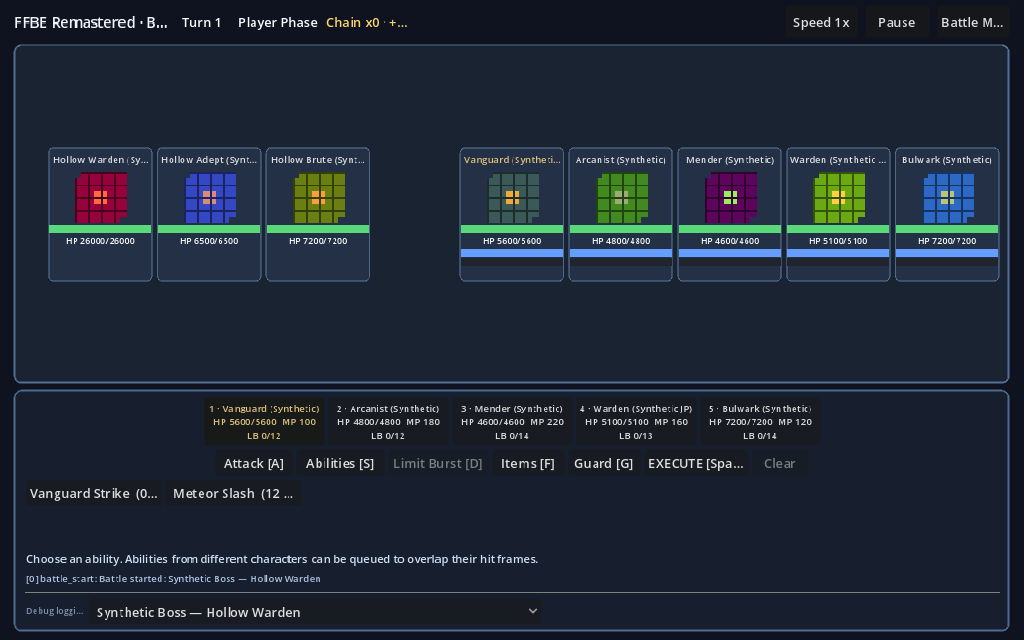 FFBE Remastered · B... Turn 1 Player Phase Chain x0 · +... Speed 1x Pause Battle M...
Hollow Warden (Sy... Hollow Adept (Synt... Hollow Brute (Synt... Vanguard (Syntheti... Arcanist (Synthetic) Mender (Synthetic) Warden (Synthetic ... Bulwark (Synthetic)
HP 26000/26000 HP 6500/6500 HP 7200/7200 HP 5600/5600 HP 4800/4800 HP 4600/4600 HP 5100/5100 HP 7200/7200
1 · Vanguard (Synthetic) 2 · Arcanist (Synthetic) 3 · Mender (Synthetic) 4 · Warden (Synthetic JP) 5 · Bulwark (Synthetic)
HP 5600/5600 MP 100 HP 4800/4800 MP 180 HP 4600/4600 MP 220 HP 5100/5100 MP 160 HP 7200/7200 MP 120
LB 0/12 LB 0/12 LB 0/14 LB 0/13 LB 0/14
Attack [A] Abilities [S] Limit Burst [D] Items [F] Guard [G] EXECUTE [Spa... Clear
Vanguard Strike (0... Meteor Slash (12 ...
Choose an ability. Abilities from different characters can be queued to overlap their hit frames.
[0] battle_start: Battle started: Synthetic Boss — Hollow Warden
Debug loggi... Synthetic Boss — Hollow Warden